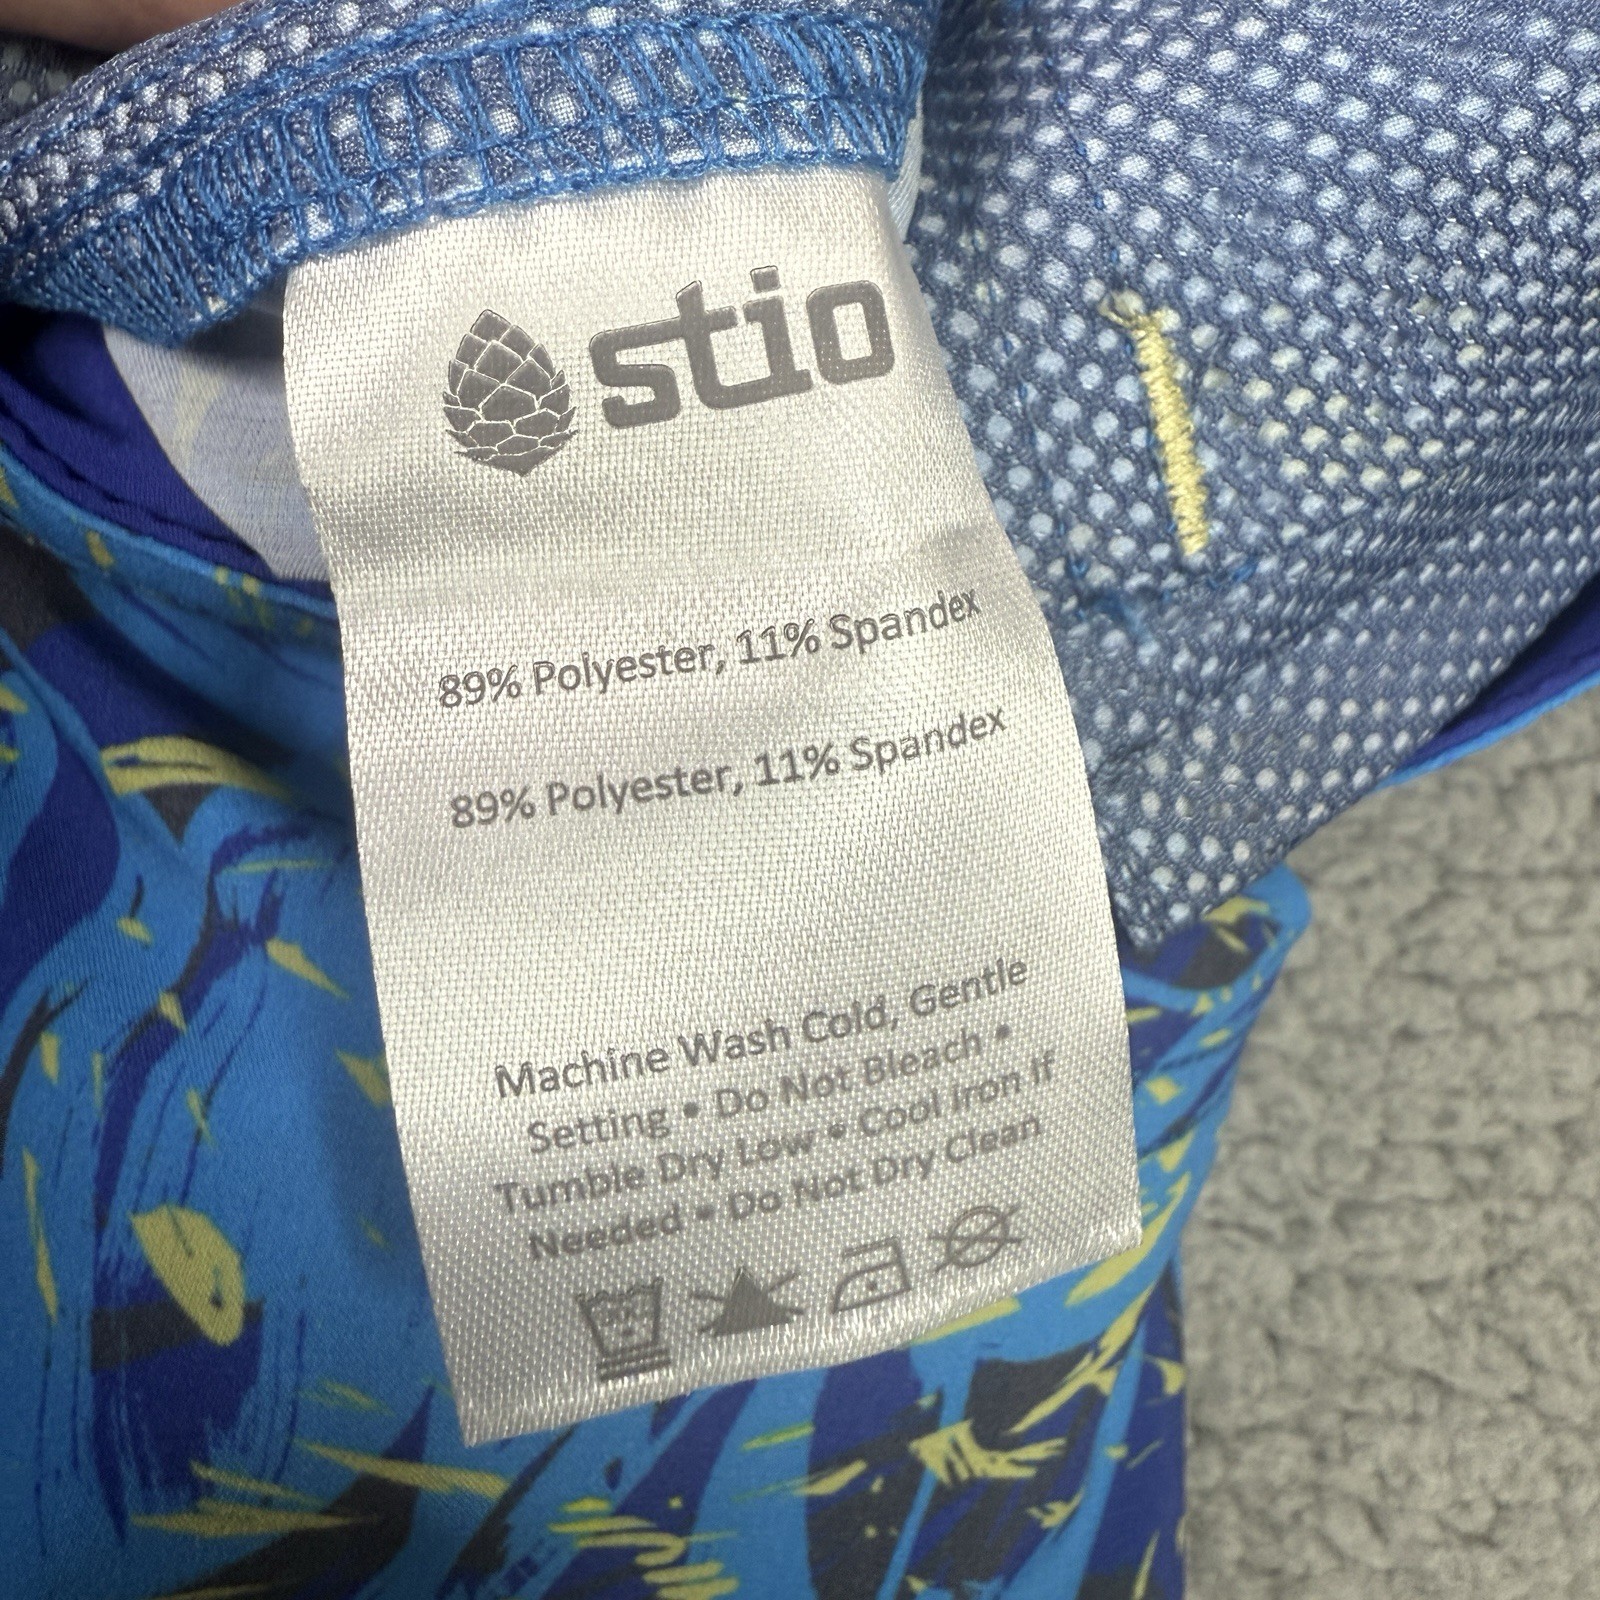 stio
89% Polyester, 11% Spandex
89% Polyester, 11% Spandex
Machine Wash Cold, Gentle
Setting • Do Not Bleach •
Tumble Dry Low • Cool Iron If
Needed • Do Not Dry Clean